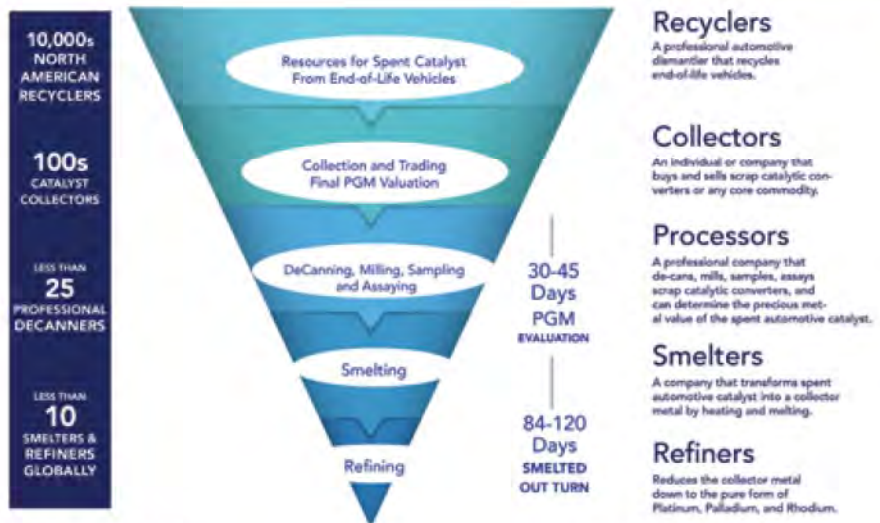 10,000s
NORTH
AMERICAN
RECYCLERS
100s
CATALYST
COLLECTORS
LESS THAN
25
PROFESSIONAL
DECANNERS
LESS THAN
10
SMELTERS &
REFINERS
GLOBALLY
Resources for Spent Catalyst
From End-of-Life Vehicles
Collection and Trading
Final PGM Valuation
DeCanning, Milling, Sampling
and Assaying
Smelting
Refining
30-45
Days
PGM
EVALUATION
84-120
Days
SMELTED
OUT TURN
Recyclers
A professional automotive
dismantler that recycles
end-of-life vehicles.
Collectors
An individual or company that
buys and sells scrap catalytic con-
verters or any core commodity.
Processors
A professional company that
de-cans, mills, samples, assays
scrap catalytic converters, and
can determine the precious met-
al value of the spent automotive catalyst.
Smelters
A company that transforms spent
automotive catalyst into a collector
metal by heating and melting.
Refiners
Reduces the collector metal
down to the pure form of
Platinum, Palladium, and Rhodium.